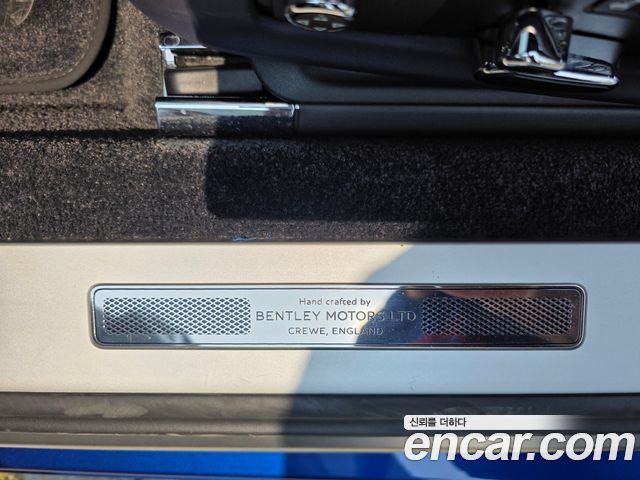 Hand crafted by
BENTLEY MOTORS LTD
CREWE, ENGLAND
신뢰를 더하다
encar.com